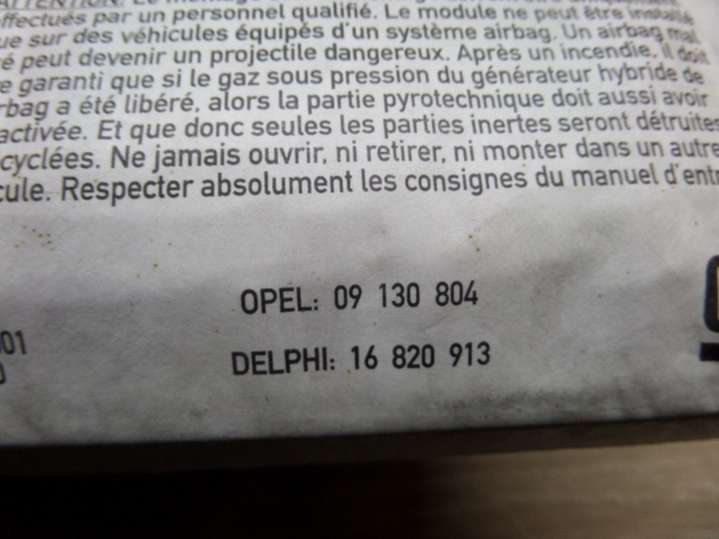 effectués par un personnel qualifié. Le module ne peut être installé
que sur des véhicules équipés d'un système airbag. Un airbag mal
é peut devenir un projectile dangereux. Après un incendie, il doit
e garanti que si le gaz sous pression du générateur hybride de
rbag a été libéré, alors la partie pyrotechnique doit aussi avoir
activée. Et que donc seules les parties inertes seront détruites
cyclées. Ne jamais ouvrir, ni retirer, ni monter dans un autre
cule. Respecter absolument les consignes du manuel d'entr
OPEL: 09 130 804
01
DELPHI: 16 820 913